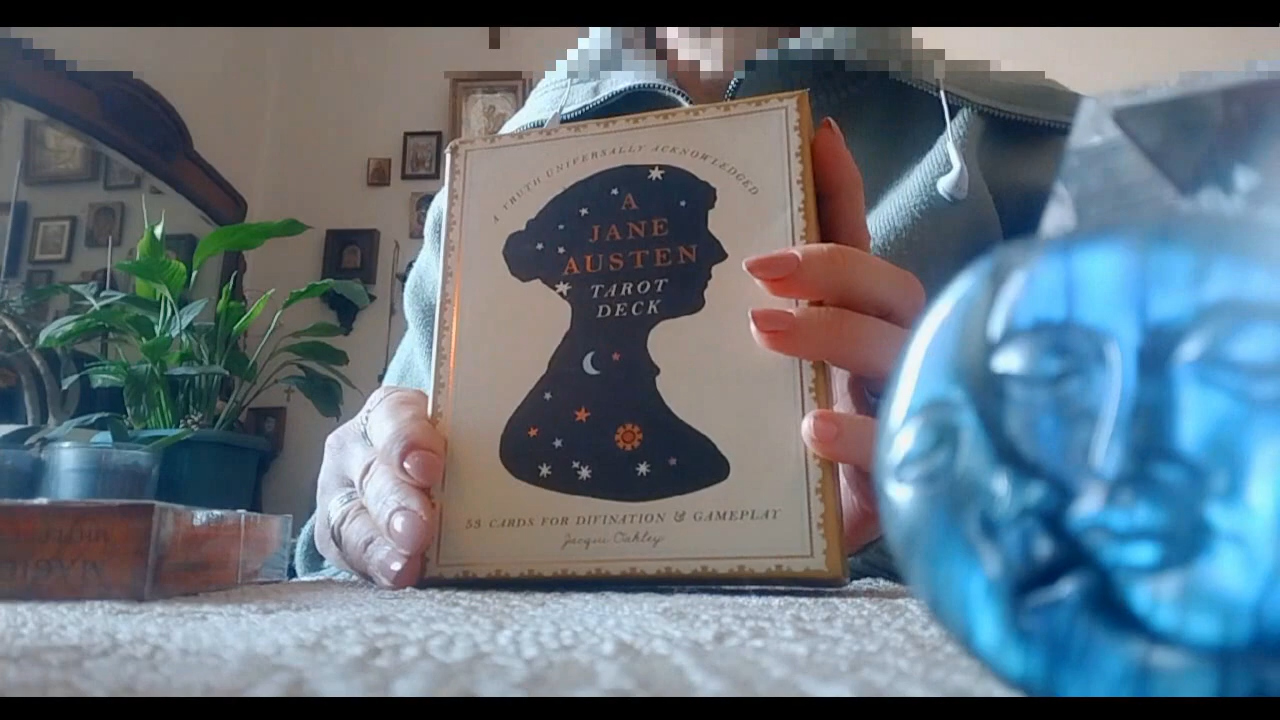 A TRUTH UNIVERSALLY ACKNOWLEDGED
A
JANE
AUSTEN
TAROT
DECK
53 CARDS FOR DIVINATION & GAMEPLAY
Jacqui Oakley